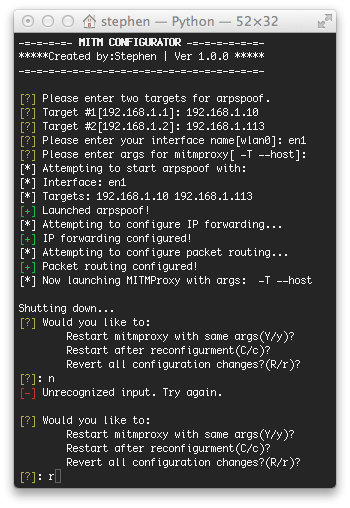 stephen — Python — 52×32
-=-=-=-=- MITM CONFIGURATOR -=-=-=-=-=-=-
*****Created by:Stephen | Ver 1.0.0 *****
-=-=-=-=-=-=-=-=-=-=-=-=-=-=-=-=-=-=-=-=-
[?] Please enter two targets for arpspoof.
[?] Target #1[192.168.1.1]: 192.168.1.10
[?] Target #2[192.168.1.2]: 192.168.1.113
[?] Please enter your interface name[wlan0]: en1
[?] Please enter args for mitmproxy[ -T --host]:
[*] Attempting to start arpspoof with:
[*] Interface: en1
[*] Targets: 192.168.1.10 192.168.1.113
[+] Launched arpspoof!
[*] Attempting to configure IP forwarding...
[+] IP forwarding configured!
[*] Attempting to configure packet routing...
[+] Packet routing configured!
[*] Now launching MITMProxy with args:  -T --host
Shutting down...
[?] Would you like to:
Restart mitmproxy with same args(Y/y)?
Restart after reconfigurment(C/c)?
Revert all configuration changes?(R/r)?
[?]: n
[-] Unrecognized input. Try again.
[?] Would you like to:
Restart mitmproxy with same args(Y/y)?
Restart after reconfigurment(C/c)?
Revert all configuration changes?(R/r)?
[?]: r